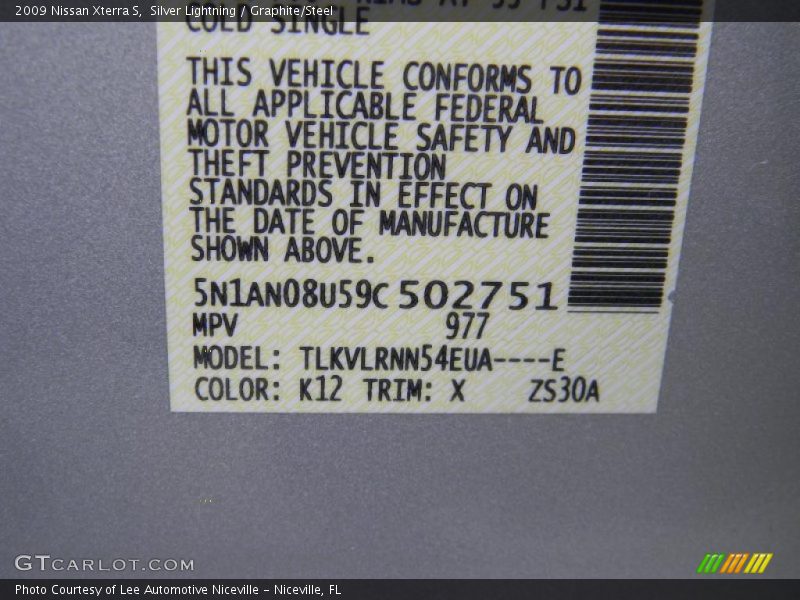 2009 Nissan Xterra S, Silver Lightning / Graphite/Steel
COLD SINGLE
THIS VEHICLE CONFORMS TO
ALL APPLICABLE FEDERAL
MOTOR VEHICLE SAFETY AND
THEFT PREVENTION
STANDARDS IN EFFECT ON
THE DATE OF MANUFACTURE
SHOWN ABOVE.
5N1AN08U59C502751
MPV 977
MODEL: TLKVLRNN54EUA----E
COLOR: K12 TRIM: X ZS30A
GTCARLOT.COM
Photo Courtesy of Lee Automotive Niceville - Niceville, FL